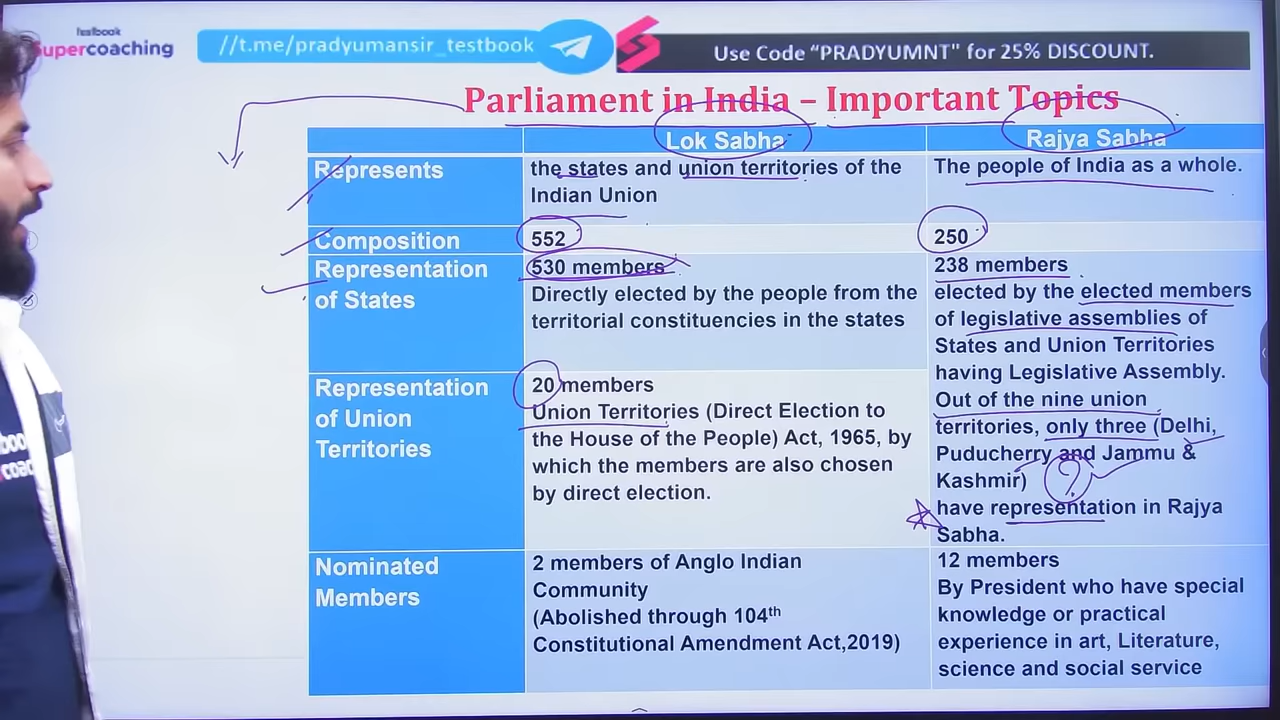 testbook
Supercoaching
//t.me/pradyumansir_testbook
Use Code “PRADYUMNT" for 25% DISCOUNT.
Parliament in India – Important Topics
Lok Sabha
Rajya Sabha
Represents
the states and union territories of the
Indian Union
The people of India as a whole.
Composition
552
250
Representation
of States
530 members
Directly elected by the people from the
territorial constituencies in the states
238 members
elected by the elected members
of legislative assemblies of
States and Union Territories
having Legislative Assembly.
Out of the nine union
territories, only three (Delhi,
Puducherry and Jammu &
Kashmir)
have representation in Rajya
Sabha.
Representation
of Union
Territories
20 members
Union Territories (Direct Election to
the House of the People) Act, 1965, by
which the members are also chosen
by direct election.
Nominated
Members
2 members of Anglo Indian
Community
(Abolished through 104th
Constitutional Amendment Act,2019)
12 members
By President who have special
knowledge or practical
experience in art, Literature,
science and social service
?